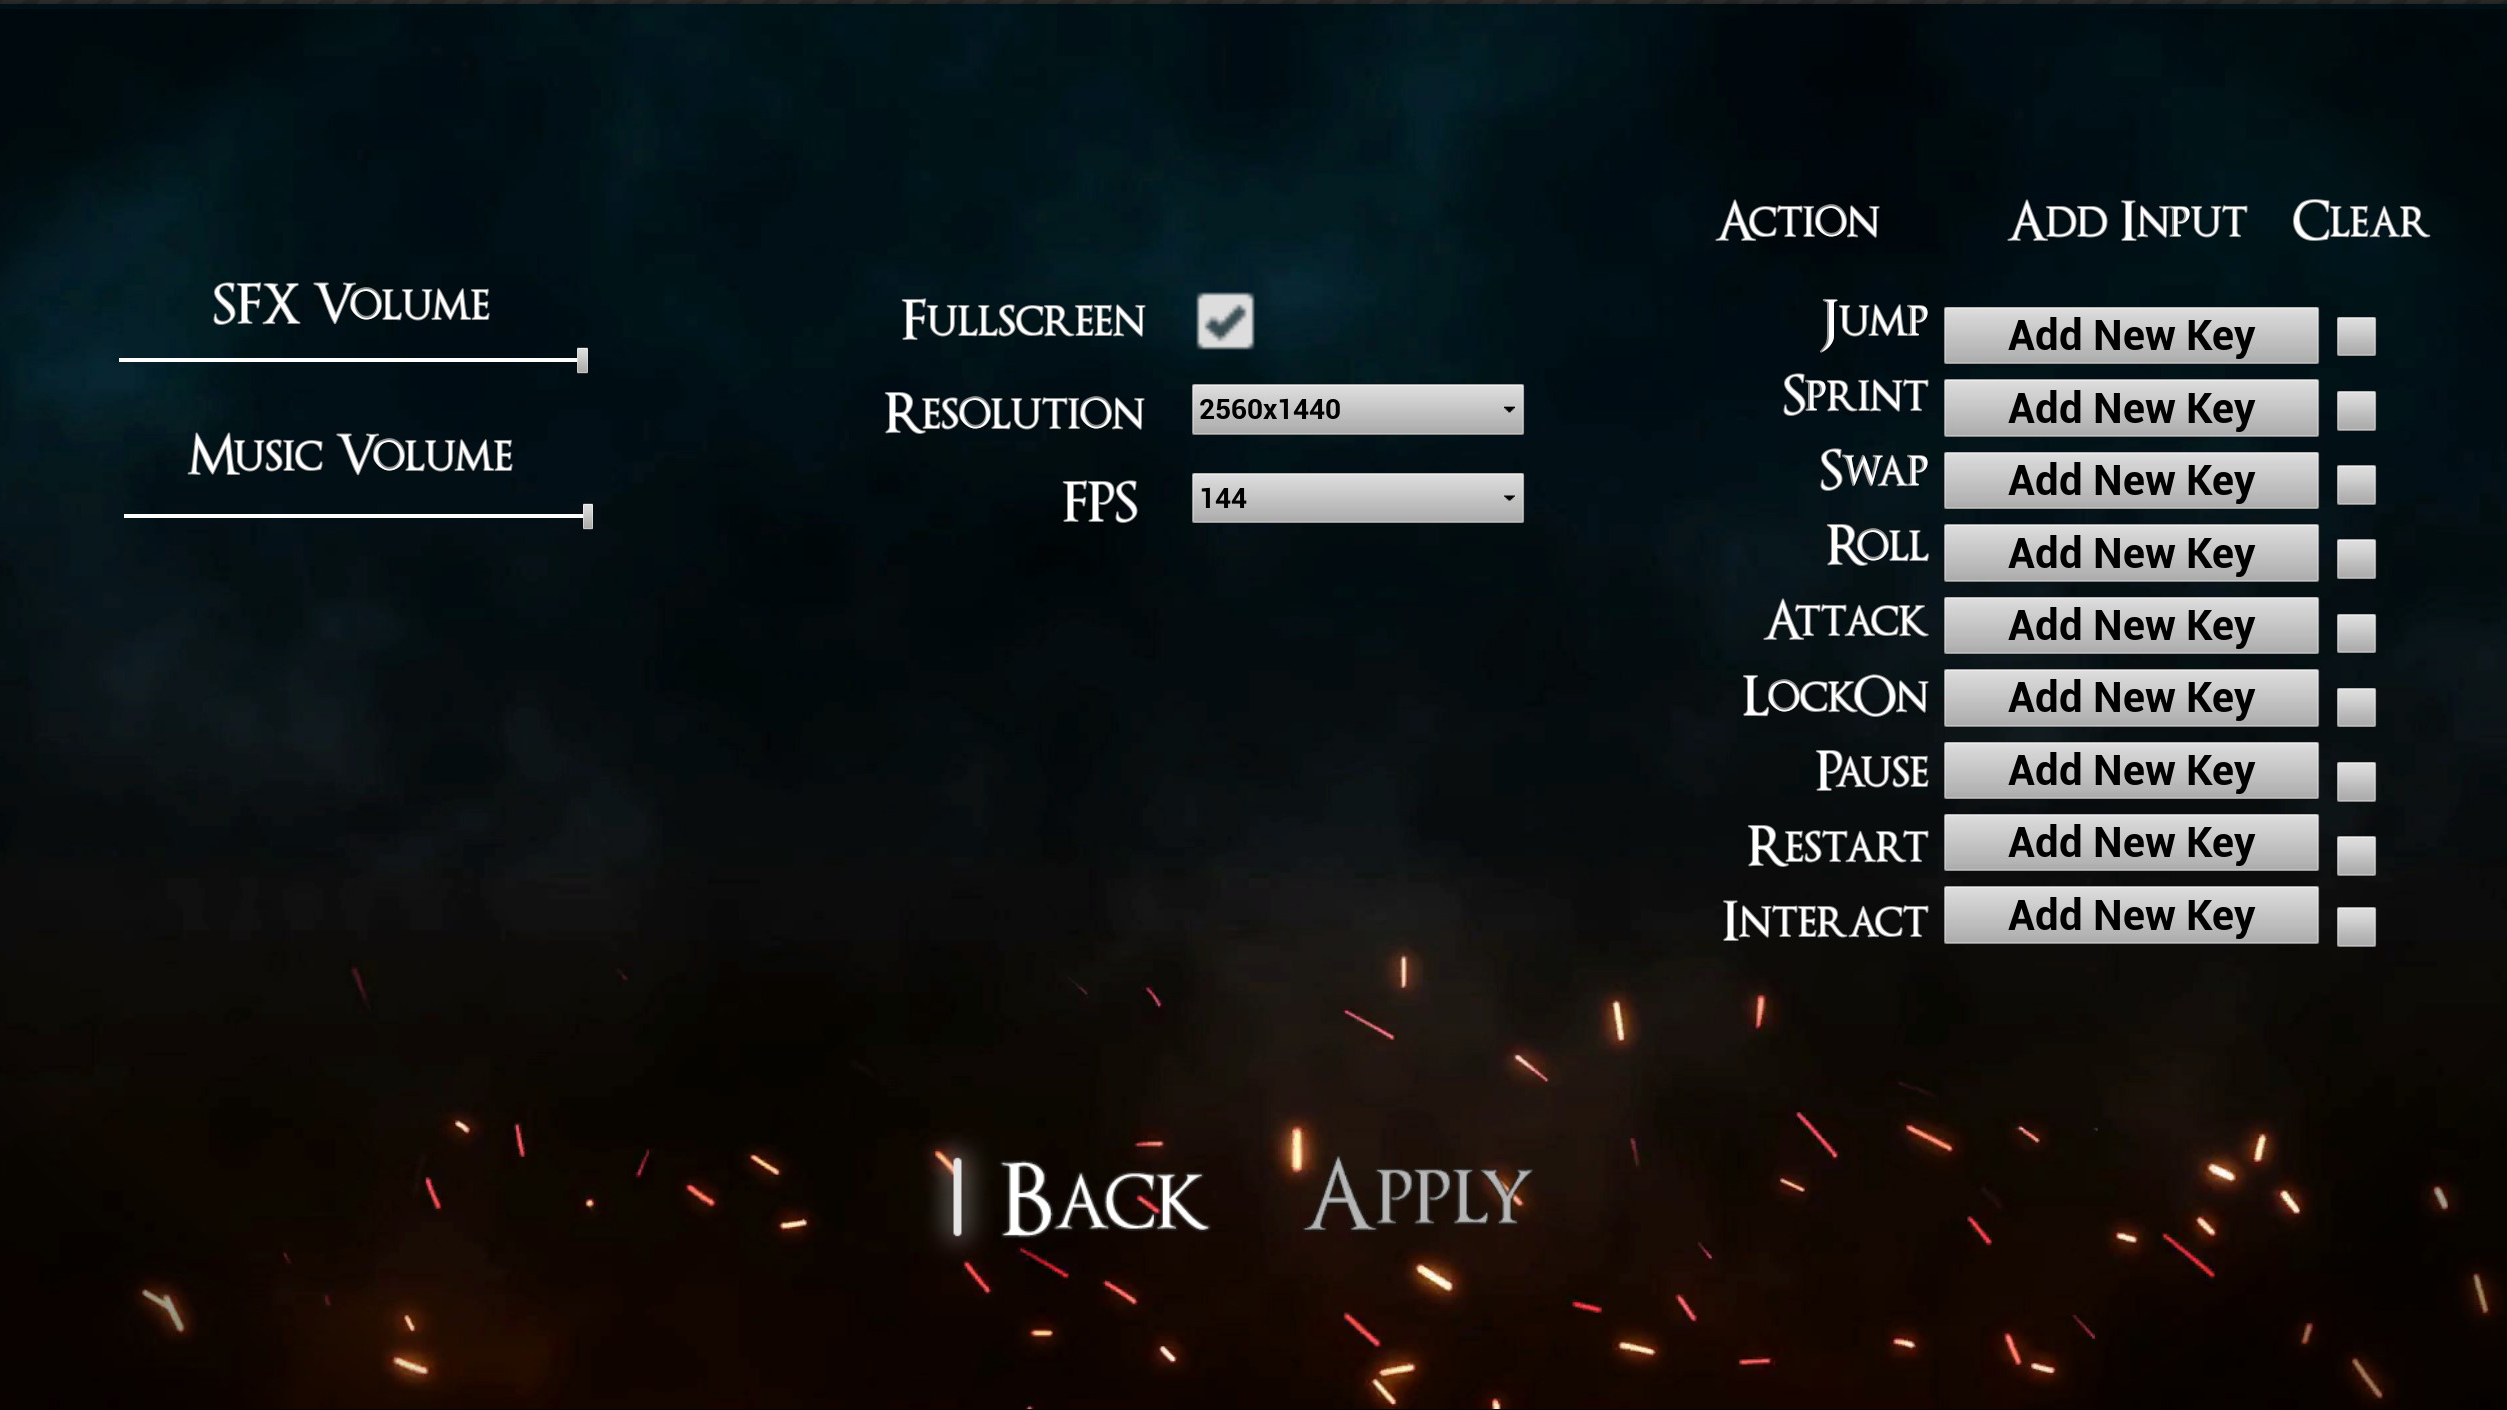 SFX Volume
Music Volume
Fullscreen
Resolution 2560x1440
FPS 144
Action Add Input Clear
Jump Add New Key
Sprint Add New Key
Swap Add New Key
Roll Add New Key
Attack Add New Key
LockOn Add New Key
Pause Add New Key
Restart Add New Key
Interact Add New Key
Back Apply